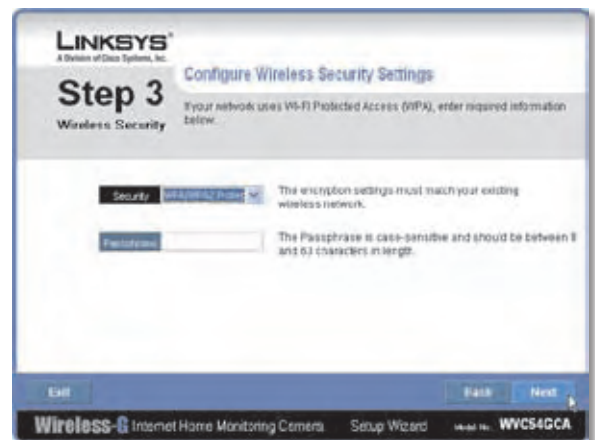 LINKSYS®
A Division of Cisco Systems, Inc.
Step 3
Wireless Security
Configure Wireless Security Settings
If your network uses Wi-Fi Protected Access (WPA), enter required information
below.
Security
The encryption settings must match your existing
wireless network.
Passphrase
The Passphrase is case-sensitive and should be between 8
and 63 characters in length.
Exit
Back
Next
Wireless-G Internet Home Monitoring Camera
Setup Wizard
Model No. WVC54GCA